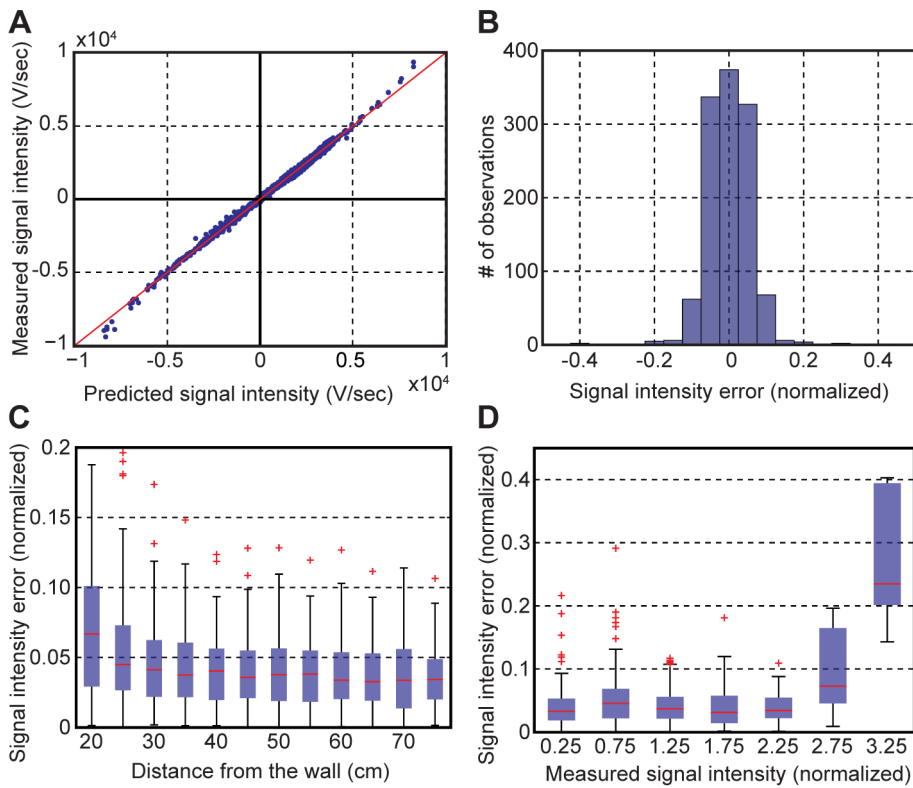 A
x10⁴
Measured signal intensity (V/sec)
1
0.5
0
−0.5
−1
−1
−0.5
0
0.5
1
x10⁴
Predicted signal intensity (V/sec)
B
# of observations
400
300
200
100
0
-0.4
-0.2
0
0.2
0.4
Signal intensity error (normalized)
C
Signal intensity error (normalized)
0.2
0.15
0.10
0.05
0
20
30
40
50
60
70
Distance from the wall (cm)
D
Signal intensity error (normalized)
0.4
0.3
0.2
0.1
0
0.25 0.75 1.25 1.75 2.25 2.75 3.25
Measured signal intensity (normalized)